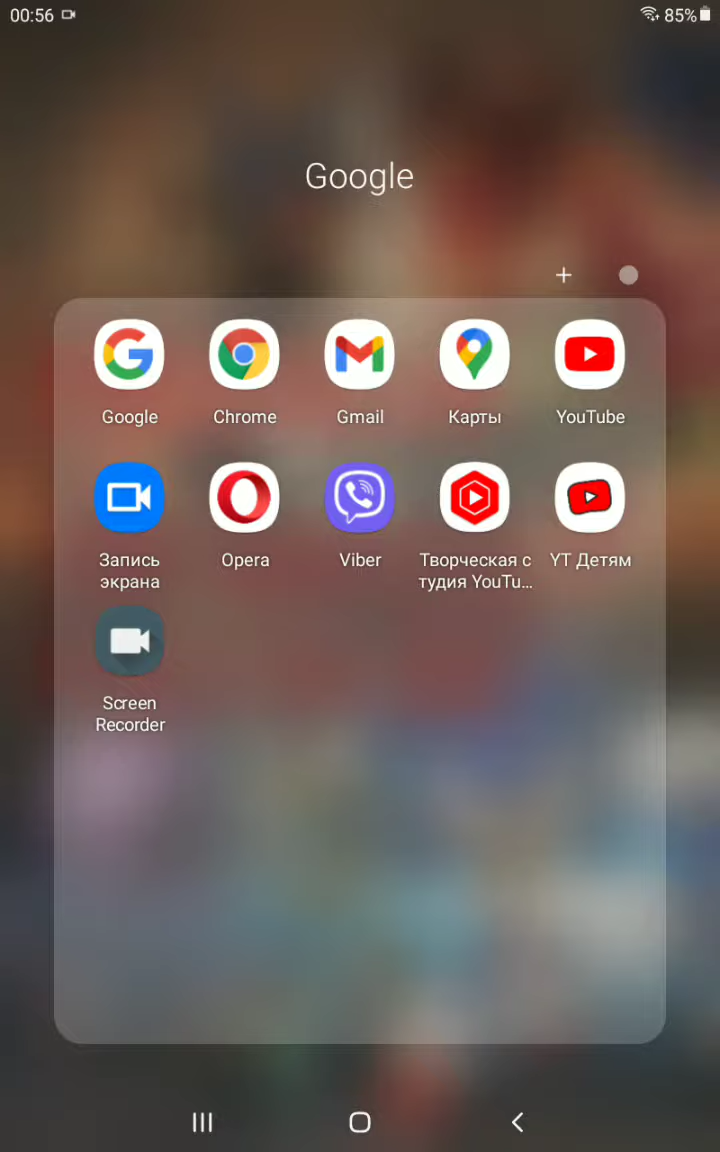 00:56
85%
Google
Google
Chrome
Gmail
Карты
YouTube
Запись
экрана
Opera
Viber
Творческая с
тудия YouTu...
YT Детям
Screen
Recorder